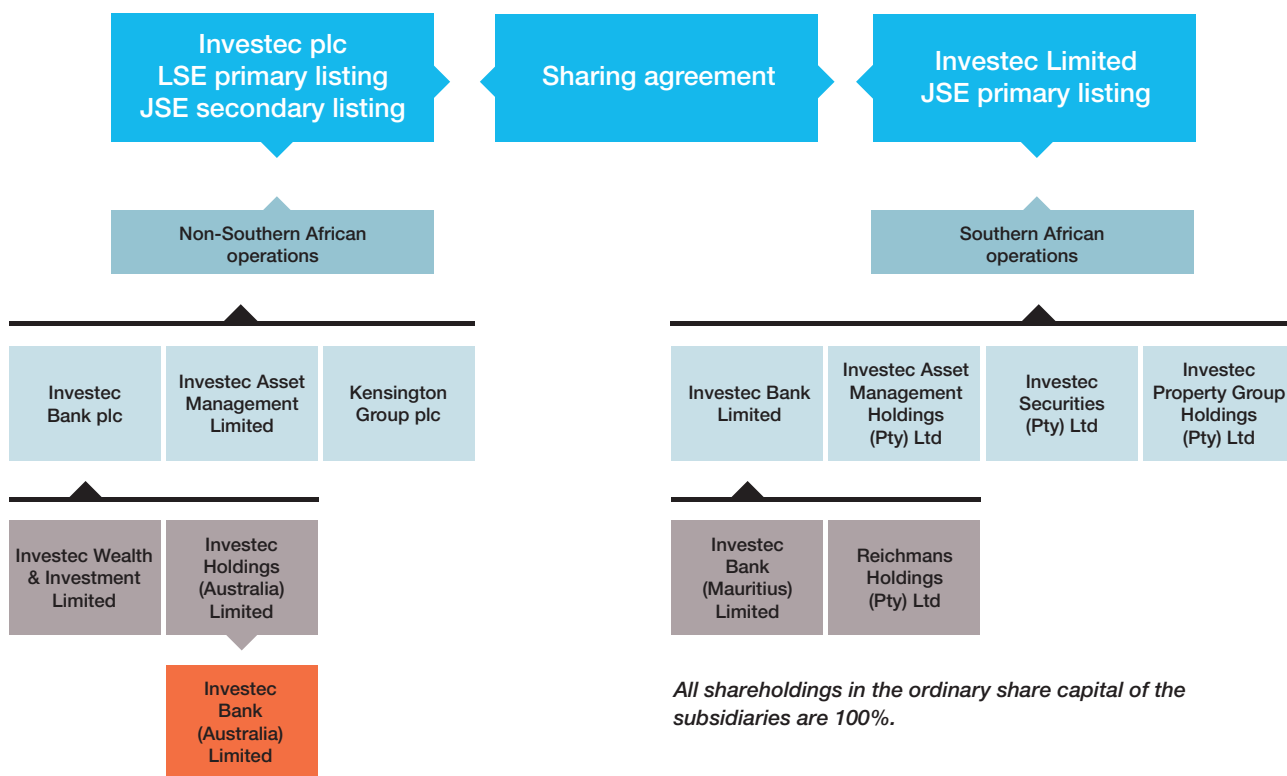 Investec plc
LSE primary listing
JSE secondary listing
Sharing agreement
Investec Limited
JSE primary listing
Non-Southern African
operations
Southern African
operations
Investec
Bank plc
Investec Asset
Management
Limited
Kensington
Group plc
Investec Bank
Limited
Investec Asset
Management
Holdings
(Pty) Ltd
Investec
Securities
(Pty) Ltd
Investec
Property Group
Holdings
(Pty) Ltd
Investec Wealth
& Investment
Limited
Investec
Holdings
(Australia)
Limited
Investec
Bank
(Mauritius)
Limited
Reichmans
Holdings
(Pty) Ltd
Investec
Bank
(Australia)
Limited
All shareholdings in the ordinary share capital of the
subsidiaries are 100%.